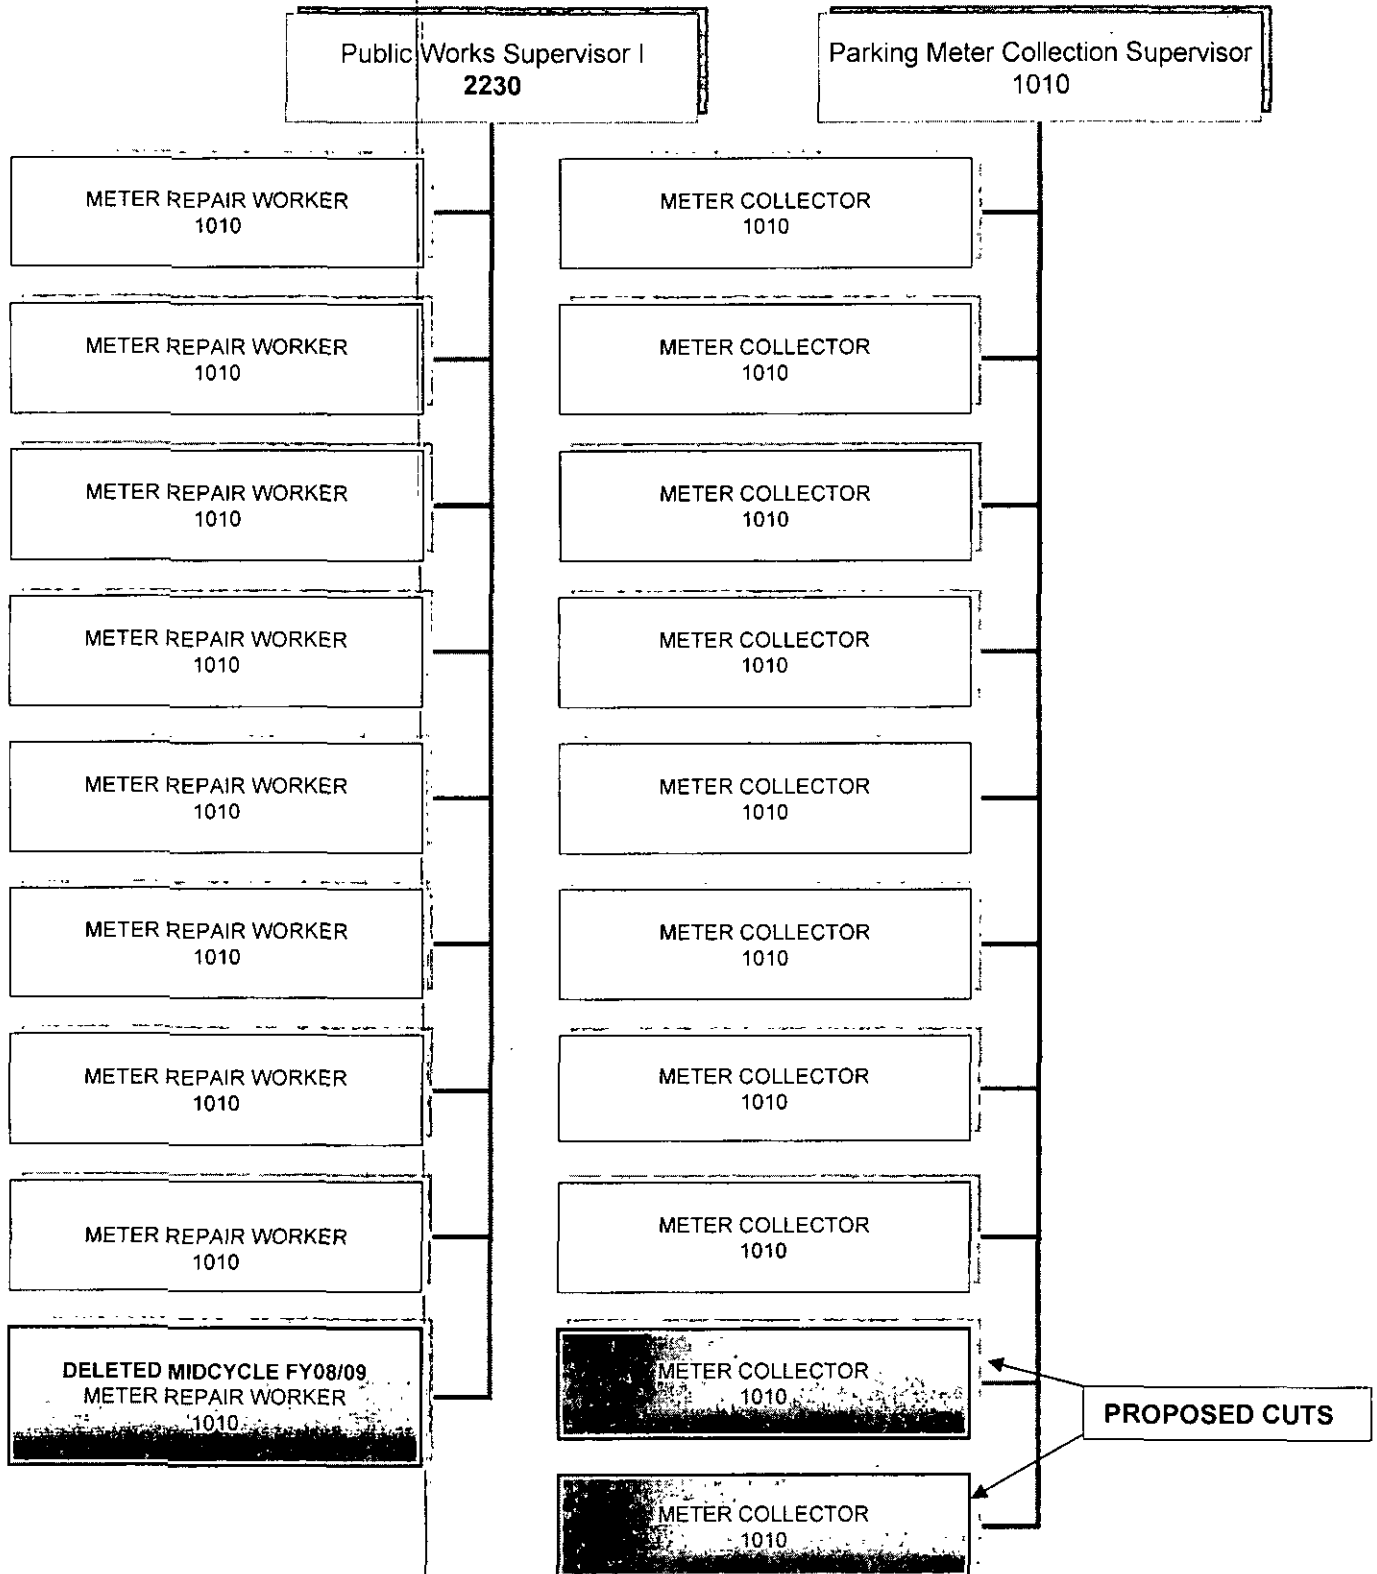 Public Works Supervisor I
2230
Parking Meter Collection Supervisor
1010
METER REPAIR WORKER
1010
METER REPAIR WORKER
1010
METER REPAIR WORKER
1010
METER REPAIR WORKER
1010
METER REPAIR WORKER
1010
METER REPAIR WORKER
1010
METER REPAIR WORKER
1010
METER REPAIR WORKER
1010
DELETED MIDCYCLE FY08/09
METER REPAIR WORKER
1010
METER COLLECTOR
1010
METER COLLECTOR
1010
METER COLLECTOR
1010
METER COLLECTOR
1010
METER COLLECTOR
1010
METER COLLECTOR
1010
METER COLLECTOR
1010
METER COLLECTOR
1010
METER COLLECTOR
1010
METER COLLECTOR
1010
PROPOSED CUTS